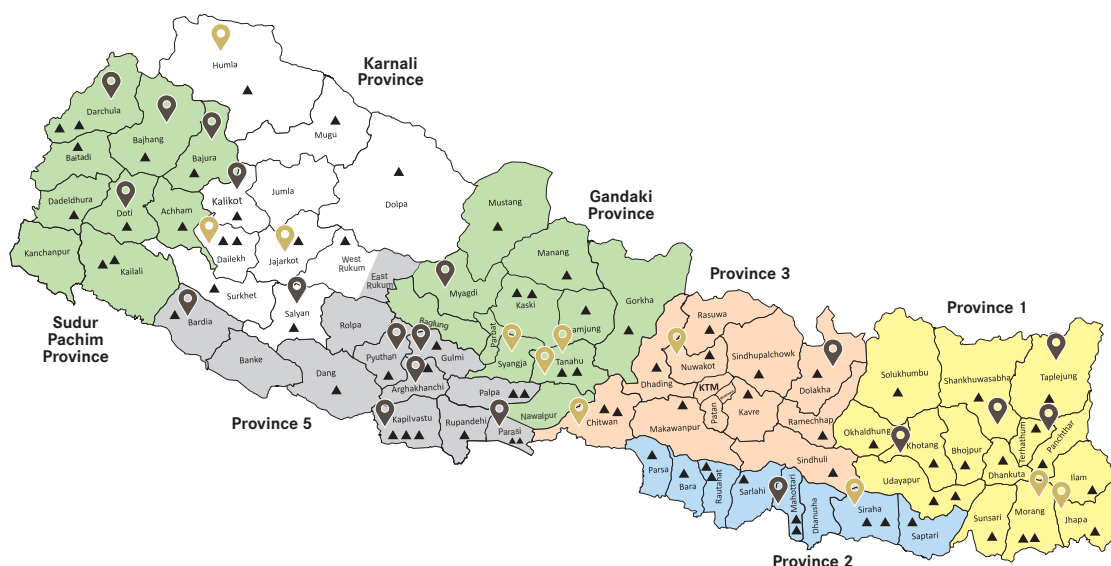 Humla
Karnali
Province
Darchula
Bajhang
Mugu
Baitadi
Bajura
Dadeldhura
Doti
Achham
Kalikot
Jumla
Dolpa
Mustang
Gandaki
Province
Kanchanpur
Kailali
Dailekh
Jajarkot
West
Rukum
East
Rukum
Manang
Surkhet
Salyan
Myagdi
Kaski
Lamjung
Gorkha
Province 3
Sudur
Pachim
Province
Bardia
Banke
Dang
Rolpa
Pyuthan
Baglung
Gulmi
Parbat
Syangja
Tanahu
Rasuwa
Nuwakot
Sindhupalchowk
Dolakha
Province 1
Solukhumbu
Shankhuwasabha
Taplejung
Arghakhanchi
Palpa
Dhading
KTM
Patan
Kavre
Ramechhap
Province 5
Kapilvastu
Rupandehi
Parasi
Nawalpur
Chitwan
Makawanpur
Sindhuli
Okhaldhung
Khotang
Bhojpur
Terhathum
Panchthar
Dhankuta
Ilam
Udayapur
Parsa
Bara
Rautahat
Sarlahi
Mahottari
Dhanusha
Siraha
Saptari
Sunsari
Morang
Jhapa
Province 2